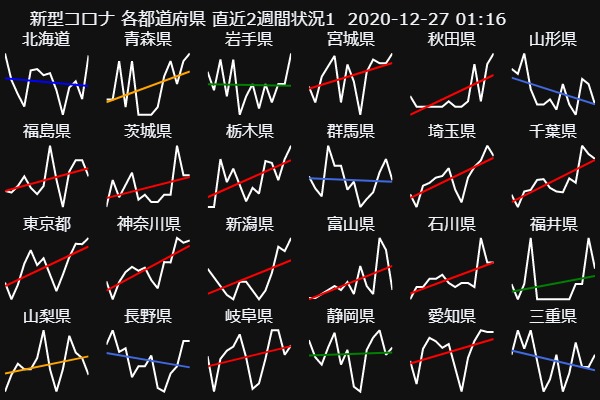 新型コロナ 各都道府県 直近2週間状況1 2020-12-27 01:16
北海道 青森県 岩手県 宮城県 秋田県 山形県
福島県 茨城県 栃木県 群馬県 埼玉県 千葉県
東京都 神奈川県 新潟県 富山県 石川県 福井県
山梨県 長野県 岐阜県 静岡県 愛知県 三重県